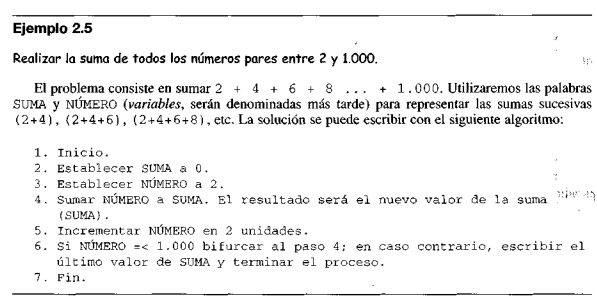 Ejemplo 2.5
Realizar la suma de todos los números pares entre 2 y 1.000.
El problema consiste en sumar 2 + 4 + 6 + 8 ... + 1.000. Utilizaremos las palabras
SUMA y NÚMERO (variables, serán denominadas más tarde) para representar las sumas sucesivas
(2+4), (2+4+6), (2+4+6+8), etc. La solución se puede escribir con el siguiente algoritmo:
1. Inicio.
2. Establecer SUMA a 0.
3. Establecer NÚMERO a 2.
4. Sumar NÚMERO a SUMA. El resultado será el nuevo valor de la suma
(SUMA).
5. Incrementar NÚMERO en 2 unidades.
6. Si NÚMERO =< 1.000 bifurcar al paso 4; en caso contrario, escribir el
último valor de SUMA y terminar el proceso.
7. Fin.